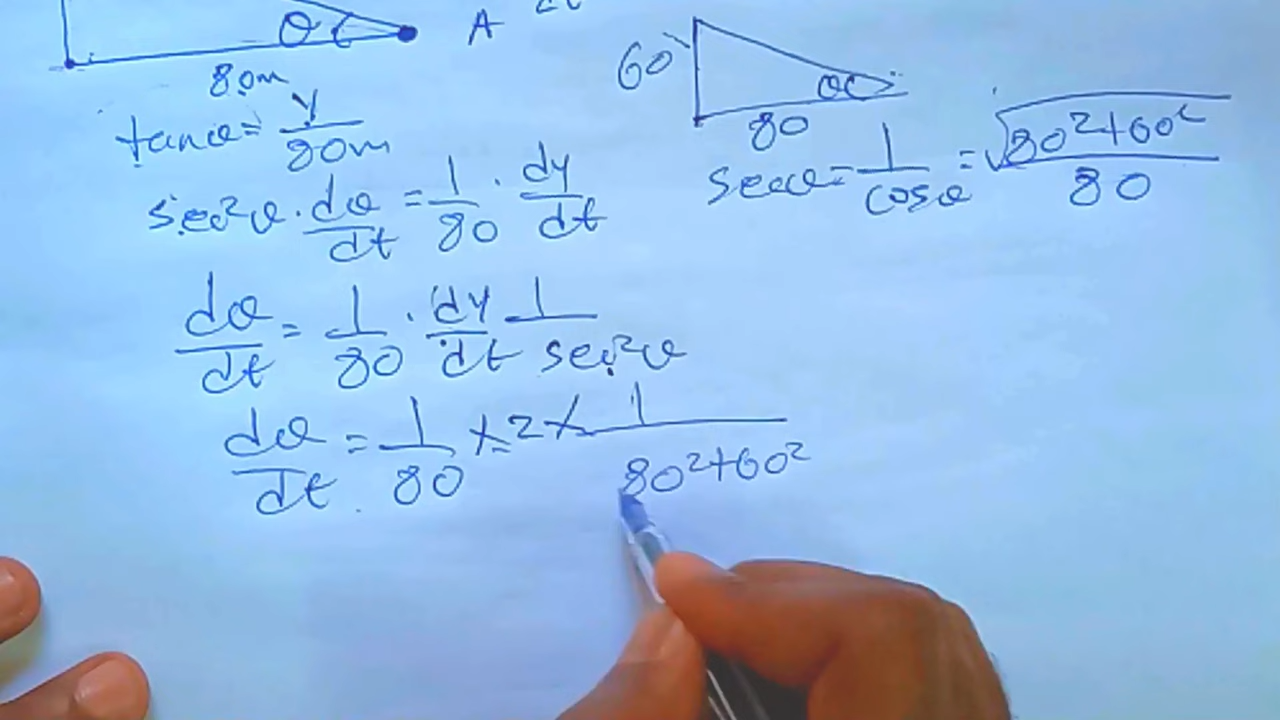 θ A
80m
60
θ
80
tanθ = y/80m
secθ = 1/cosθ = √80²+60²/80
sec²θ · dθ/dt = 1/80 · dy/dt
dθ/dt = 1/80 · dy/dt 1/sec²θ
dθ/dt = 1/80 × 2 × 1/80²+60²